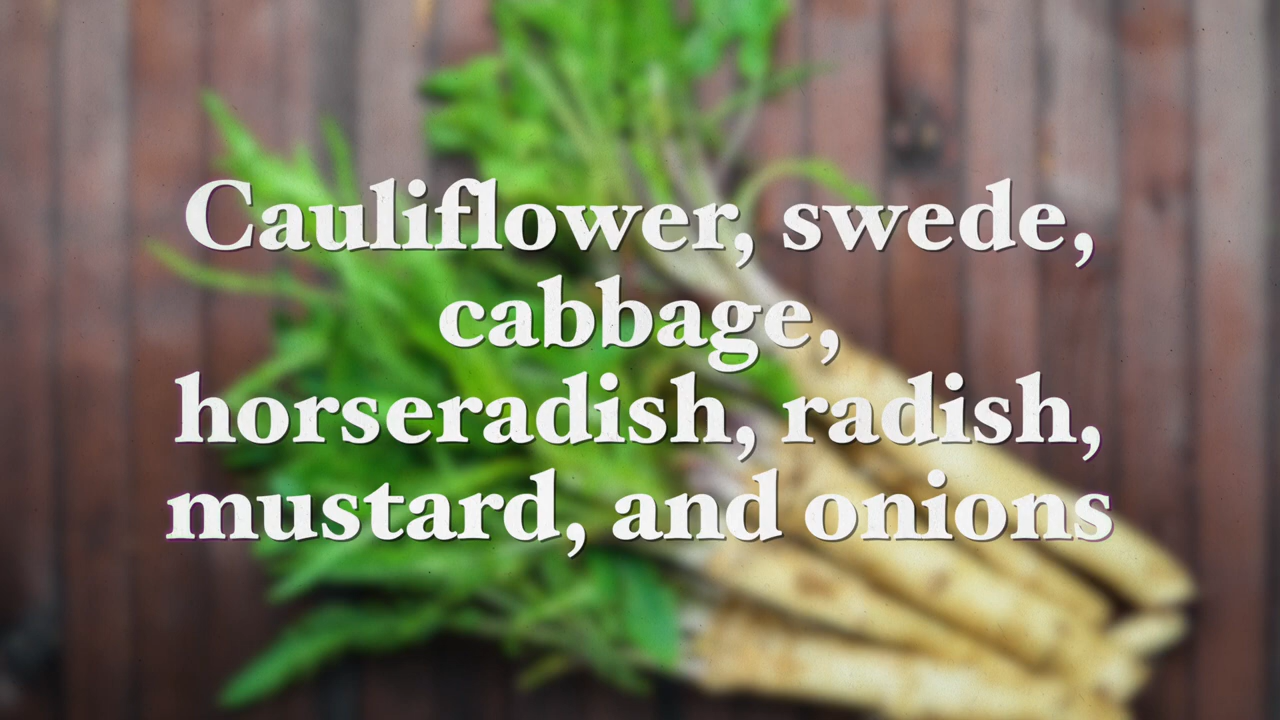 Cauliflower, swede,
cabbage,
horseradish, radish,
mustard, and onions